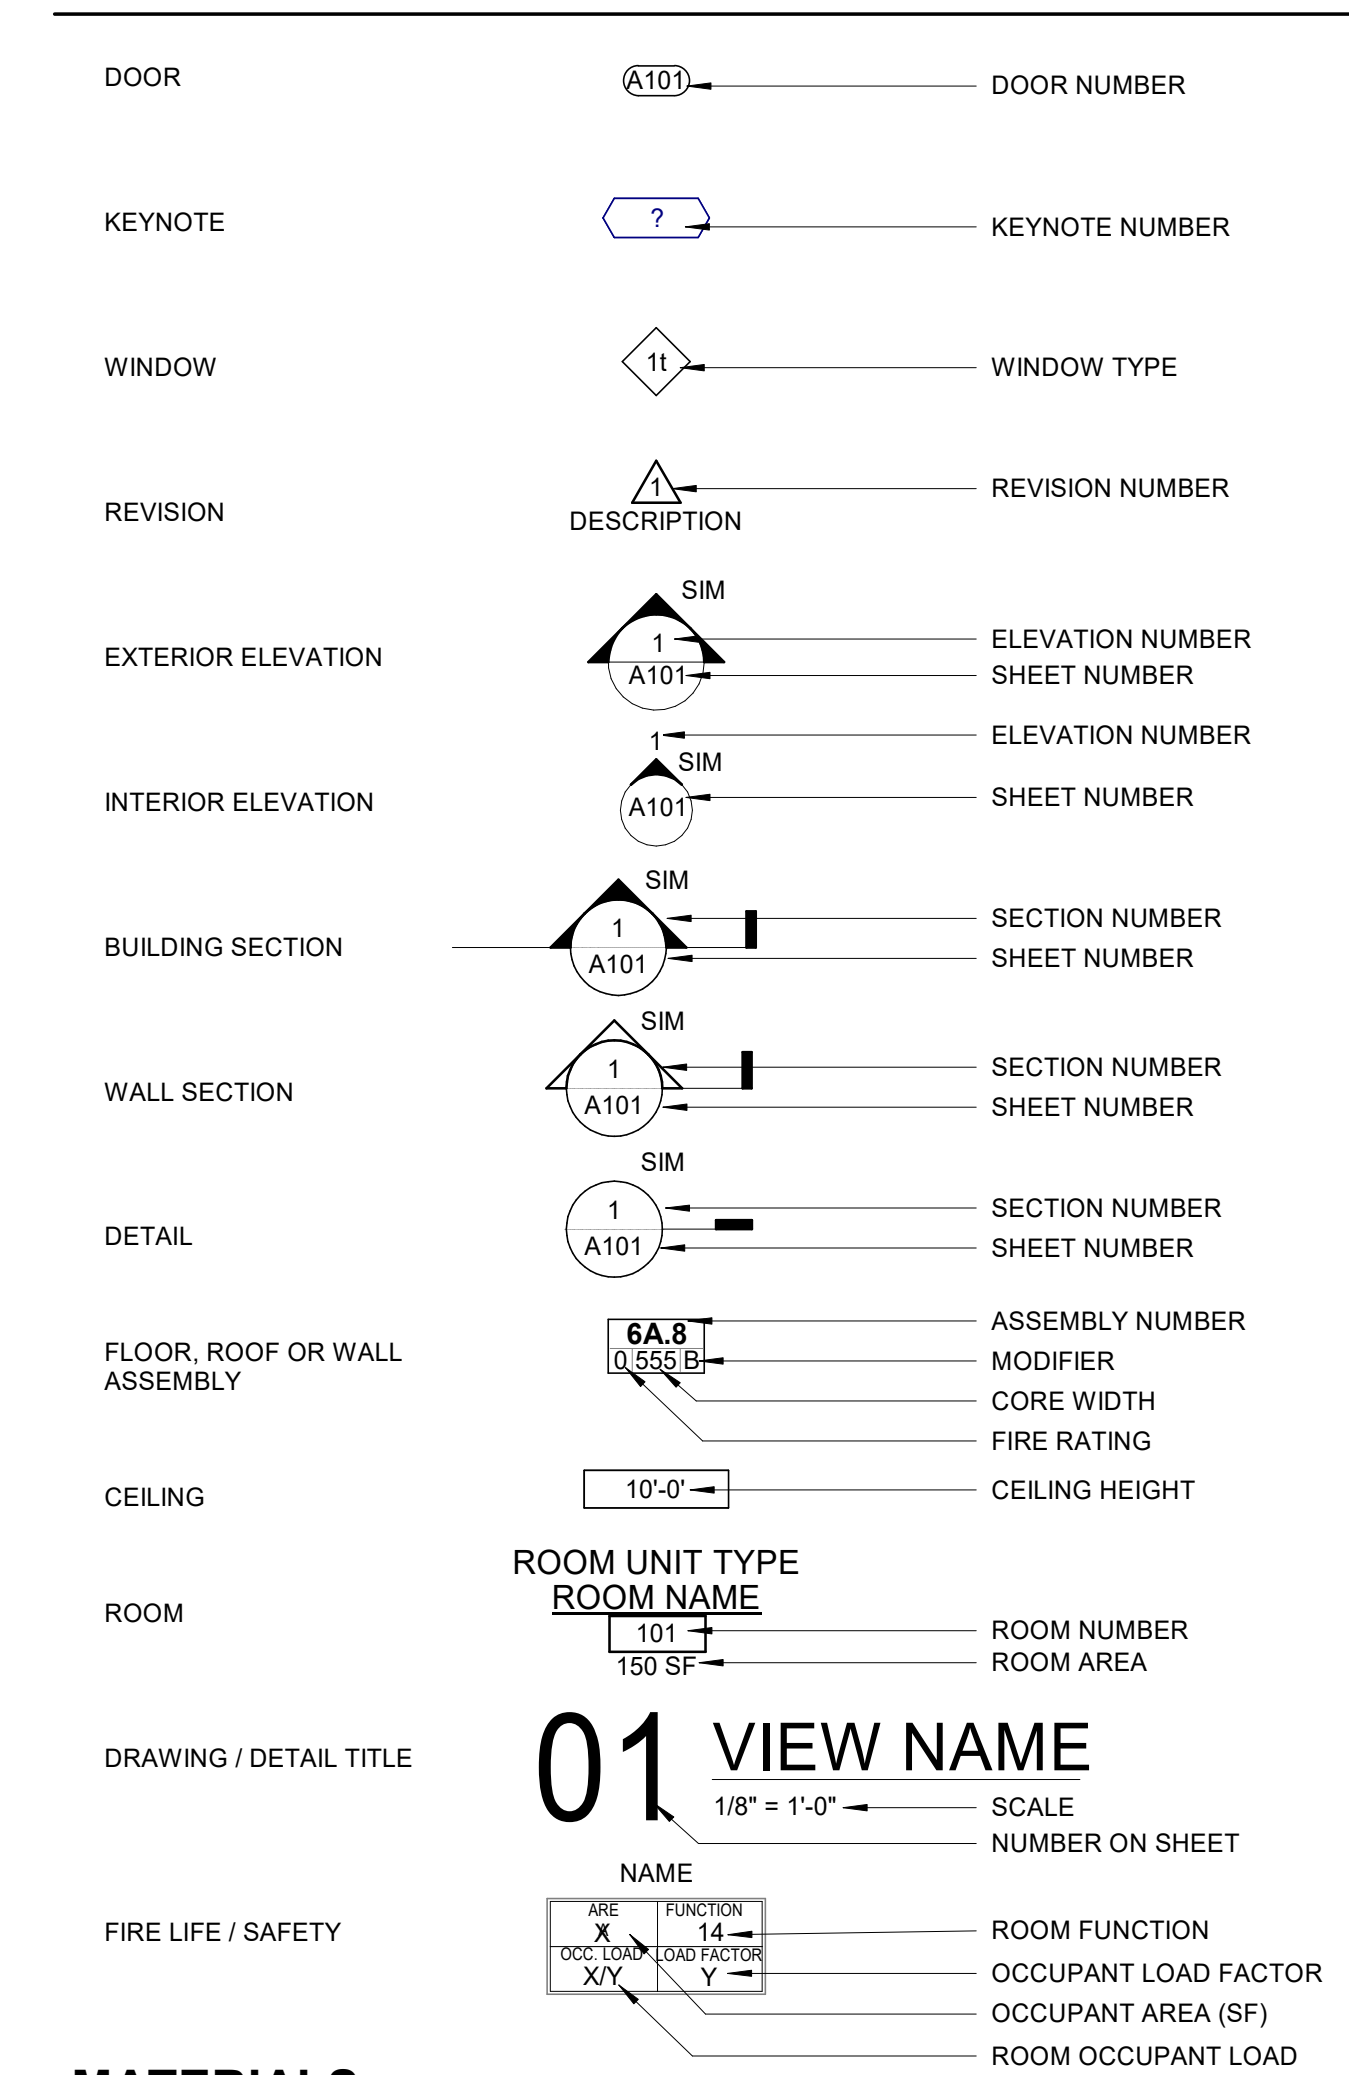 DOOR
A101
DOOR NUMBER
KEYNOTE
?
KEYNOTE NUMBER
WINDOW
1t
WINDOW TYPE
REVISION
1
DESCRIPTION
REVISION NUMBER
EXTERIOR ELEVATION
SIM
1
A101
ELEVATION NUMBER
SHEET NUMBER
INTERIOR ELEVATION
1
SIM
A101
ELEVATION NUMBER
SHEET NUMBER
BUILDING SECTION
SIM
1
A101
SECTION NUMBER
SHEET NUMBER
WALL SECTION
SIM
1
A101
SECTION NUMBER
SHEET NUMBER
DETAIL
SIM
1
A101
SECTION NUMBER
SHEET NUMBER
FLOOR, ROOF OR WALL
ASSEMBLY
6A.8
0 555 B
ASSEMBLY NUMBER
MODIFIER
CORE WIDTH
FIRE RATING
CEILING
10'-0'
CEILING HEIGHT
ROOM
ROOM UNIT TYPE
ROOM NAME
101
150 SF
ROOM NUMBER
ROOM AREA
DRAWING / DETAIL TITLE
01
VIEW NAME
1/8" = 1'-0"
SCALE
NUMBER ON SHEET
FIRE LIFE / SAFETY
NAME
ARE
A
X
FUNCTION
14
OCC. LOAD
X/Y
LOAD FACTOR
Y
ROOM FUNCTION
OCCUPANT LOAD FACTOR
OCCUPANT AREA (SF)
ROOM OCCUPANT LOAD
MATERIALS